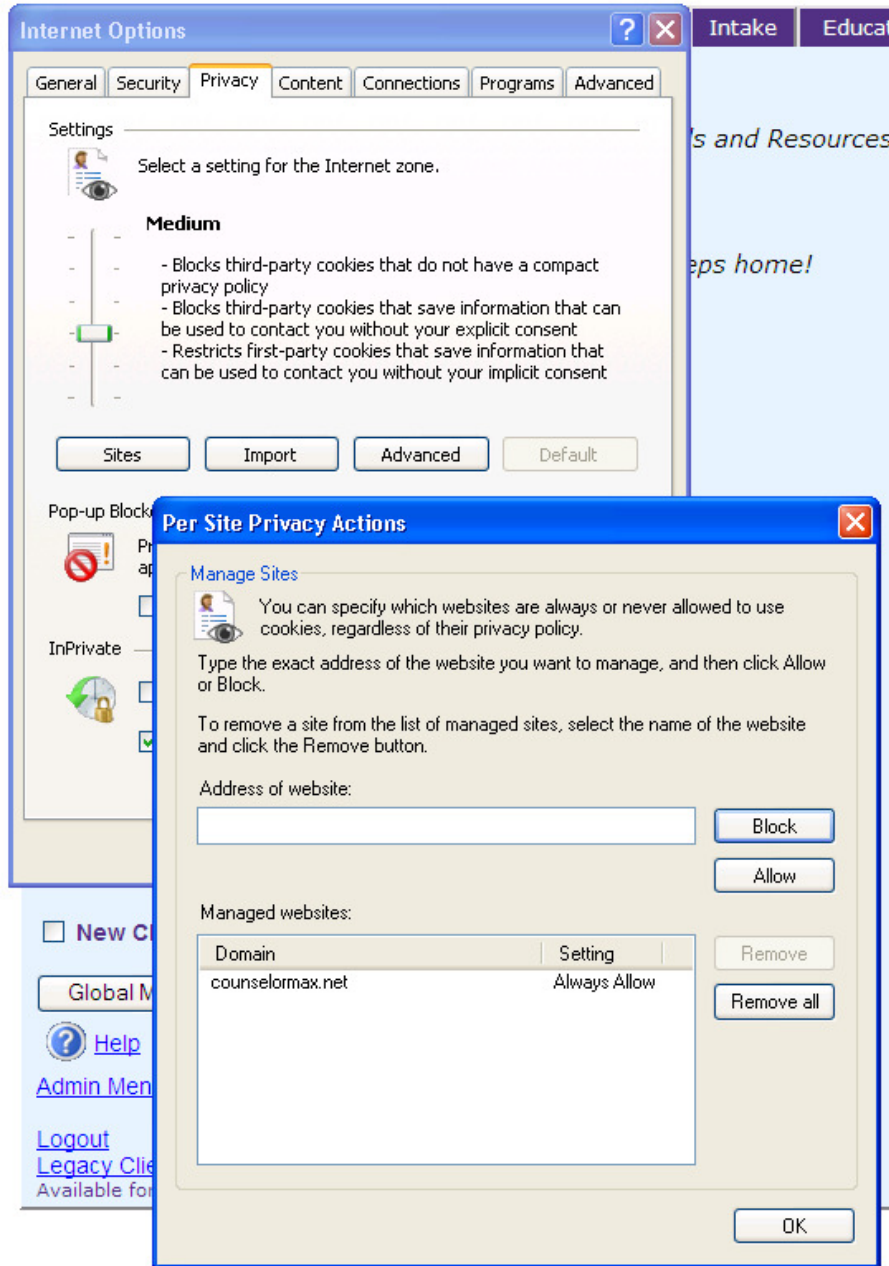 Internet Options
Intake
General Security Privacy Content Connections Programs Advanced
Settings
Select a setting for the Internet zone.
Medium
- Blocks third-party cookies that do not have a compact
privacy policy
- Blocks third-party cookies that save information that can
be used to contact you without your explicit consent
- Restricts first-party cookies that save information that
can be used to contact you without your implicit consent
Sites Import Advanced Default
and Resources
home!
Pop-up
InPrivate
Per Site Privacy Actions
Manage Sites
You can specify which websites are always or never allowed to use
cookies, regardless of their privacy policy.
Type the exact address of the website you want to manage, and then click Allow
or Block.
To remove a site from the list of managed sites, select the name of the website
and click the Remove button.
Address of website:
Block
Allow
Managed websites:
Domain Setting
counselormax.net Always Allow
Remove
Remove all
OK
New
Global
Help
Admin
Logout
Legacy
Available for